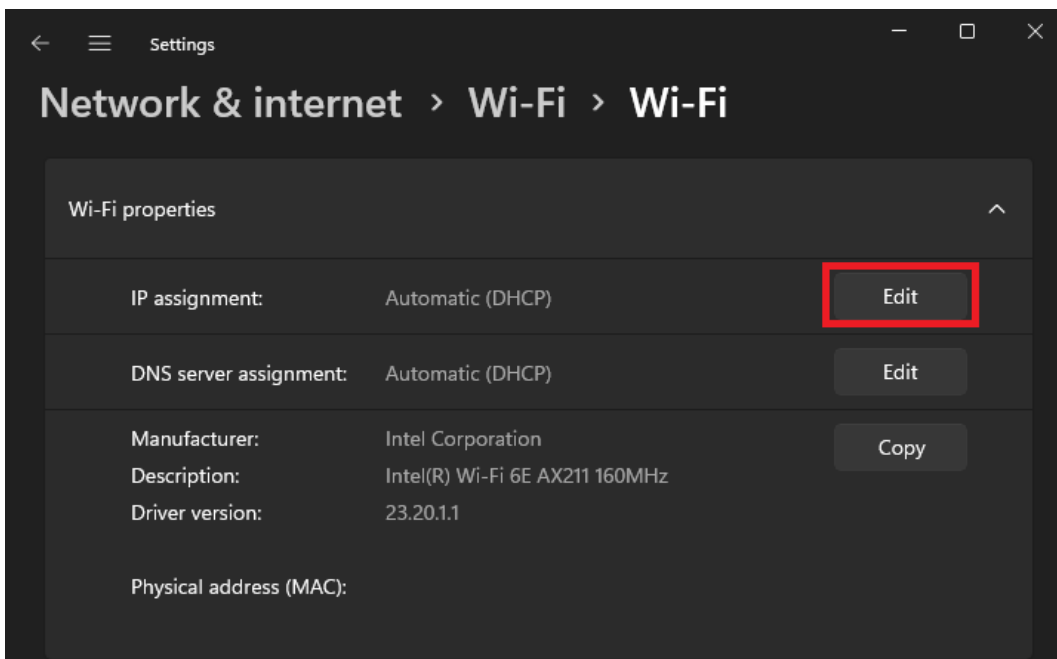 Settings
Network & internet > Wi-Fi > Wi-Fi
Wi-Fi properties
IP assignment: Automatic (DHCP) Edit
DNS server assignment: Automatic (DHCP) Edit
Manufacturer: Intel Corporation Copy
Description: Intel(R) Wi-Fi 6E AX211 160MHz
Driver version: 23.20.1.1
Physical address (MAC):